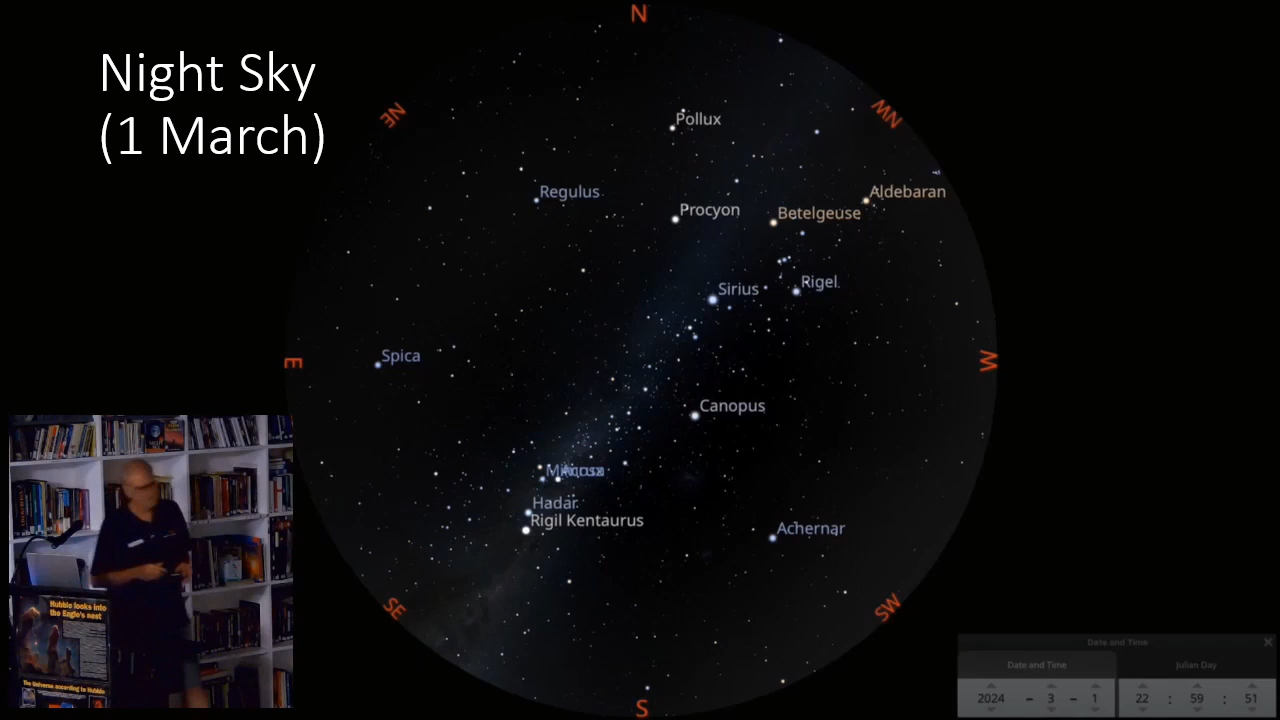 Night Sky
(1 March)
N
NE
NW
Pollux
Regulus
Aldebaran
Procyon
Betelgeuse
Sirius
Rigel
Spica
E
W
Canopus
Hadar
Rigil Kentaurus
Achernar
SE
SW
S
Hubble looks into
the Eagle's nest
The Universe according to Hubble
Date and Time
Date and Time
Julian Day
2024 - 3 - 1
22 : 59 : 51